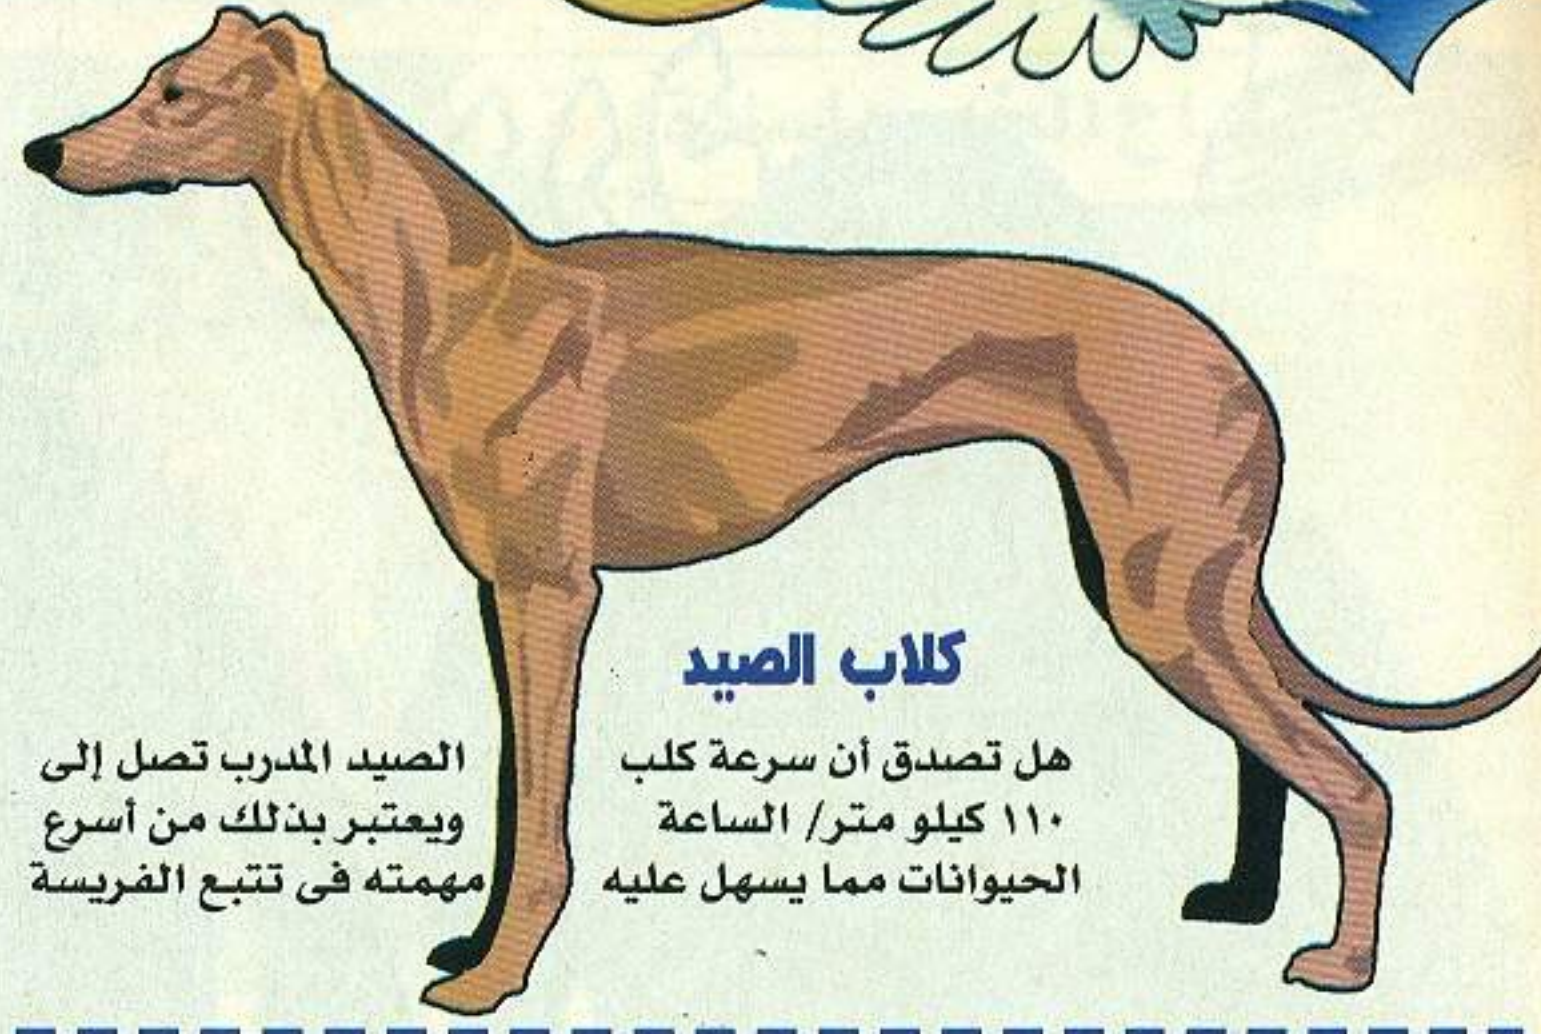 كلاب الصيد
هل تصدق أن سرعة كلب الصيد المدرب تصل إلى
١١٠ كيلو متر/ الساعة ويعتبر بذلك من أسرع
الحيوانات مما يسهل عليه مهمته فى تتبع الفريسة